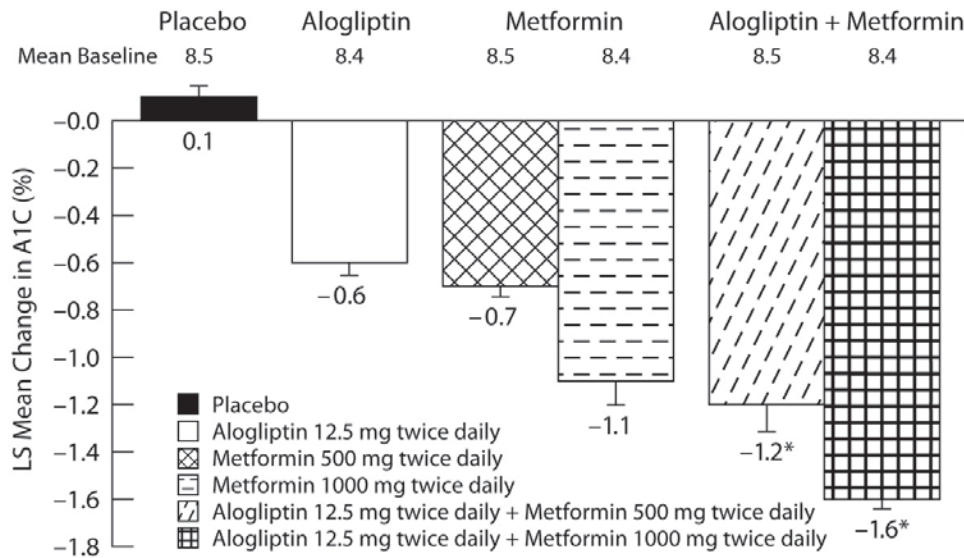 Placebo Alogliptin Metformin Alogliptin + Metformin
Mean Baseline 8.5 8.4 8.5 8.4 8.5 8.4
LS Mean Change in A1C (%)
−0.0
−0.2
−0.4
−0.6
−0.8
−1.0
−1.2
−1.4
−1.6
−1.8
0.1
−0.6
−0.7
−1.1
−1.2*
−1.6*
Placebo
Alogliptin 12.5 mg twice daily
Metformin 500 mg twice daily
Metformin 1000 mg twice daily
Alogliptin 12.5 mg twice daily + Metformin 500 mg twice daily
Alogliptin 12.5 mg twice daily + Metformin 1000 mg twice daily